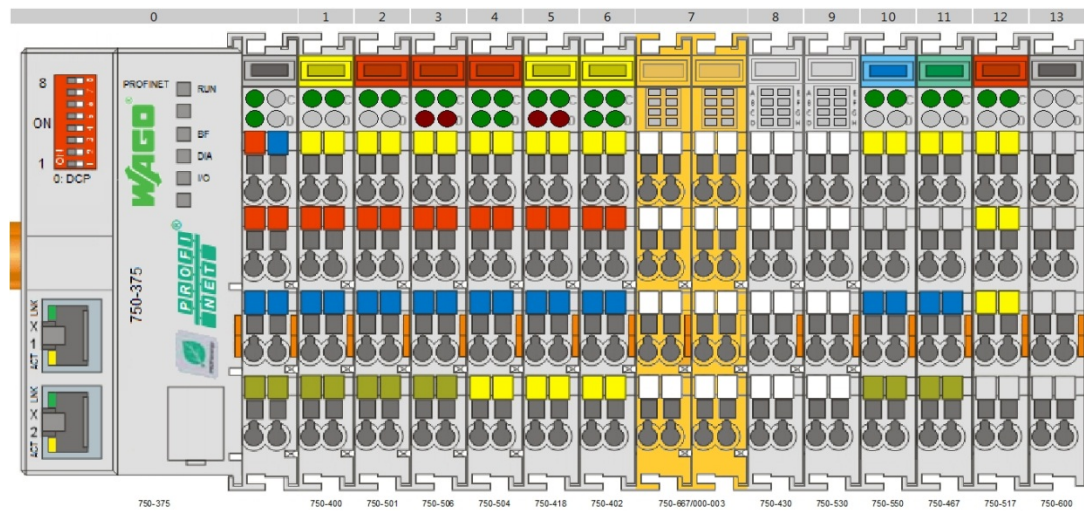 0 1 2 3 4 5 6 7 8 9 10 11 12 13
8
ON
1
ON
0: DCP
PROFINET
RUN
BF
DIA
I/O
WAGO
®
750-375
PROFI
NET
®
LNK
X
1
ACT
LNK
X
2
ACT
C
D
A B C D
E F G H
750-375 750-400 750-501 750-506 750-504 750-418 750-402 750-667/000-003 750-430 750-530 750-550 750-467 750-517 750-600